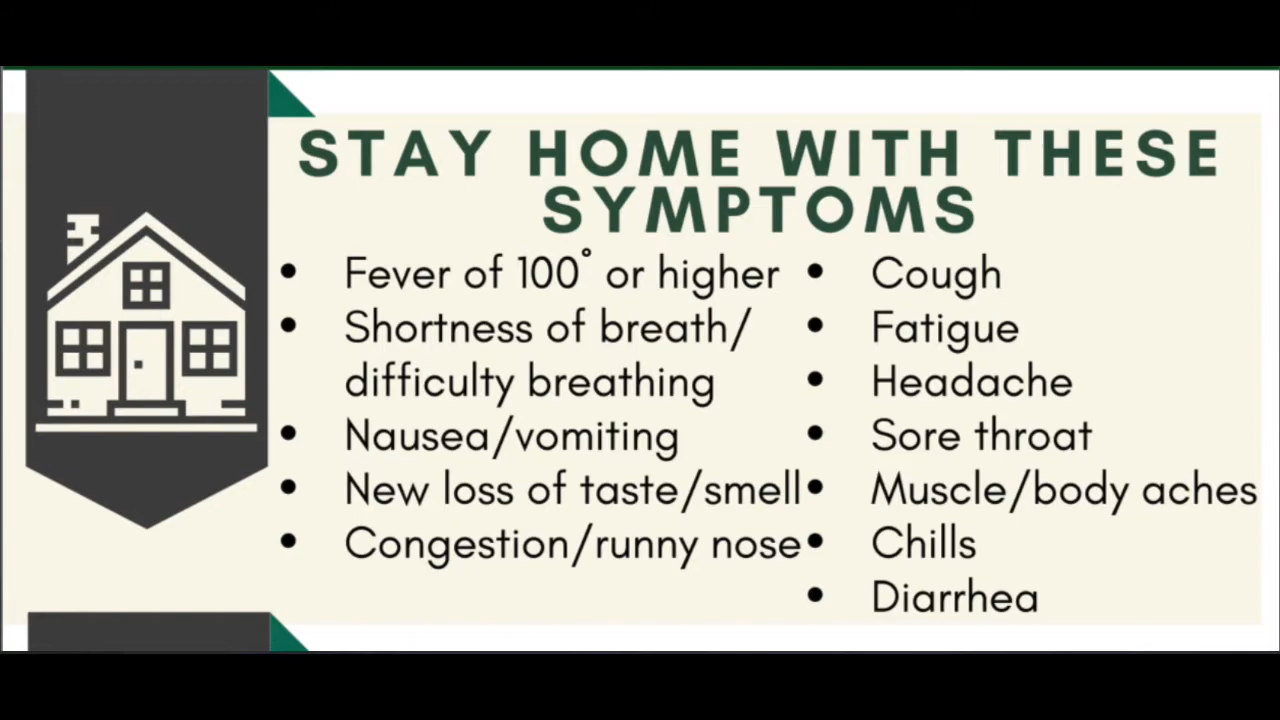 STAY HOME WITH THESE
SYMPTOMS
• Fever of 100° or higher
• Shortness of breath/
difficulty breathing
• Nausea/vomiting
• New loss of taste/smell
• Congestion/runny nose
• Cough
• Fatigue
• Headache
• Sore throat
• Muscle/body aches
• Chills
• Diarrhea